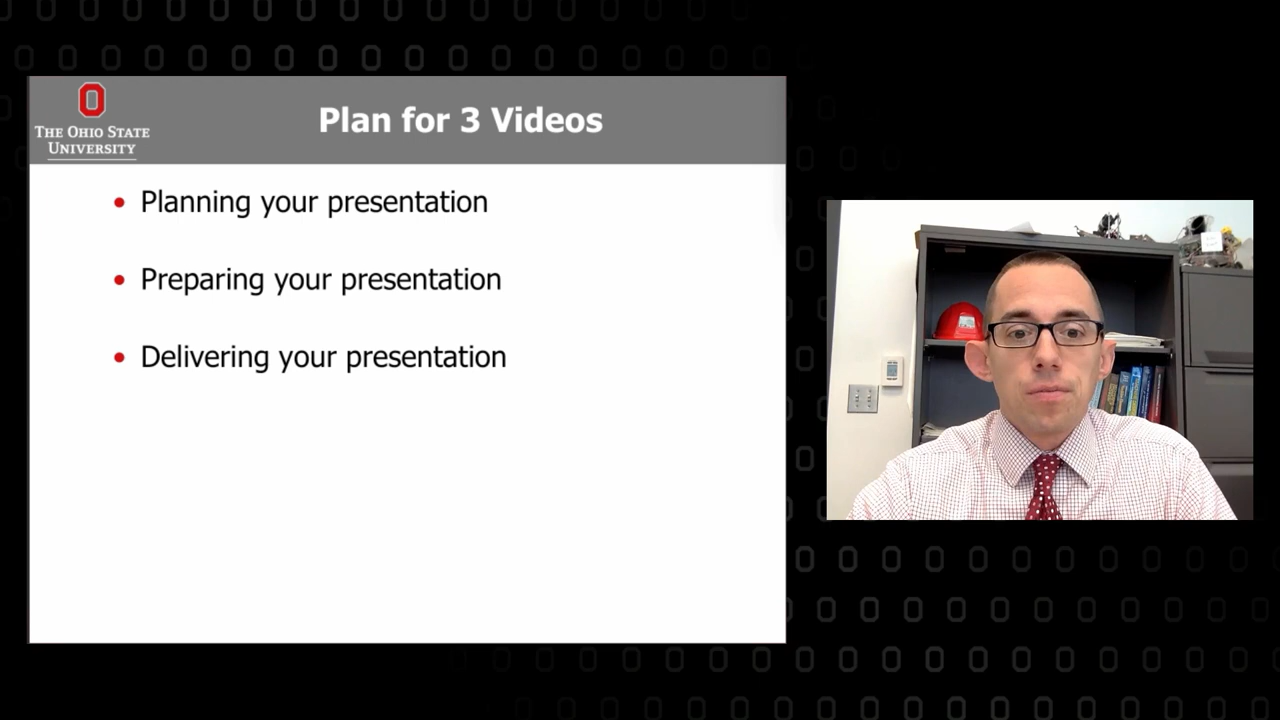 THE OHIO STATE
UNIVERSITY
Plan for 3 Videos
• Planning your presentation
• Preparing your presentation
• Delivering your presentation